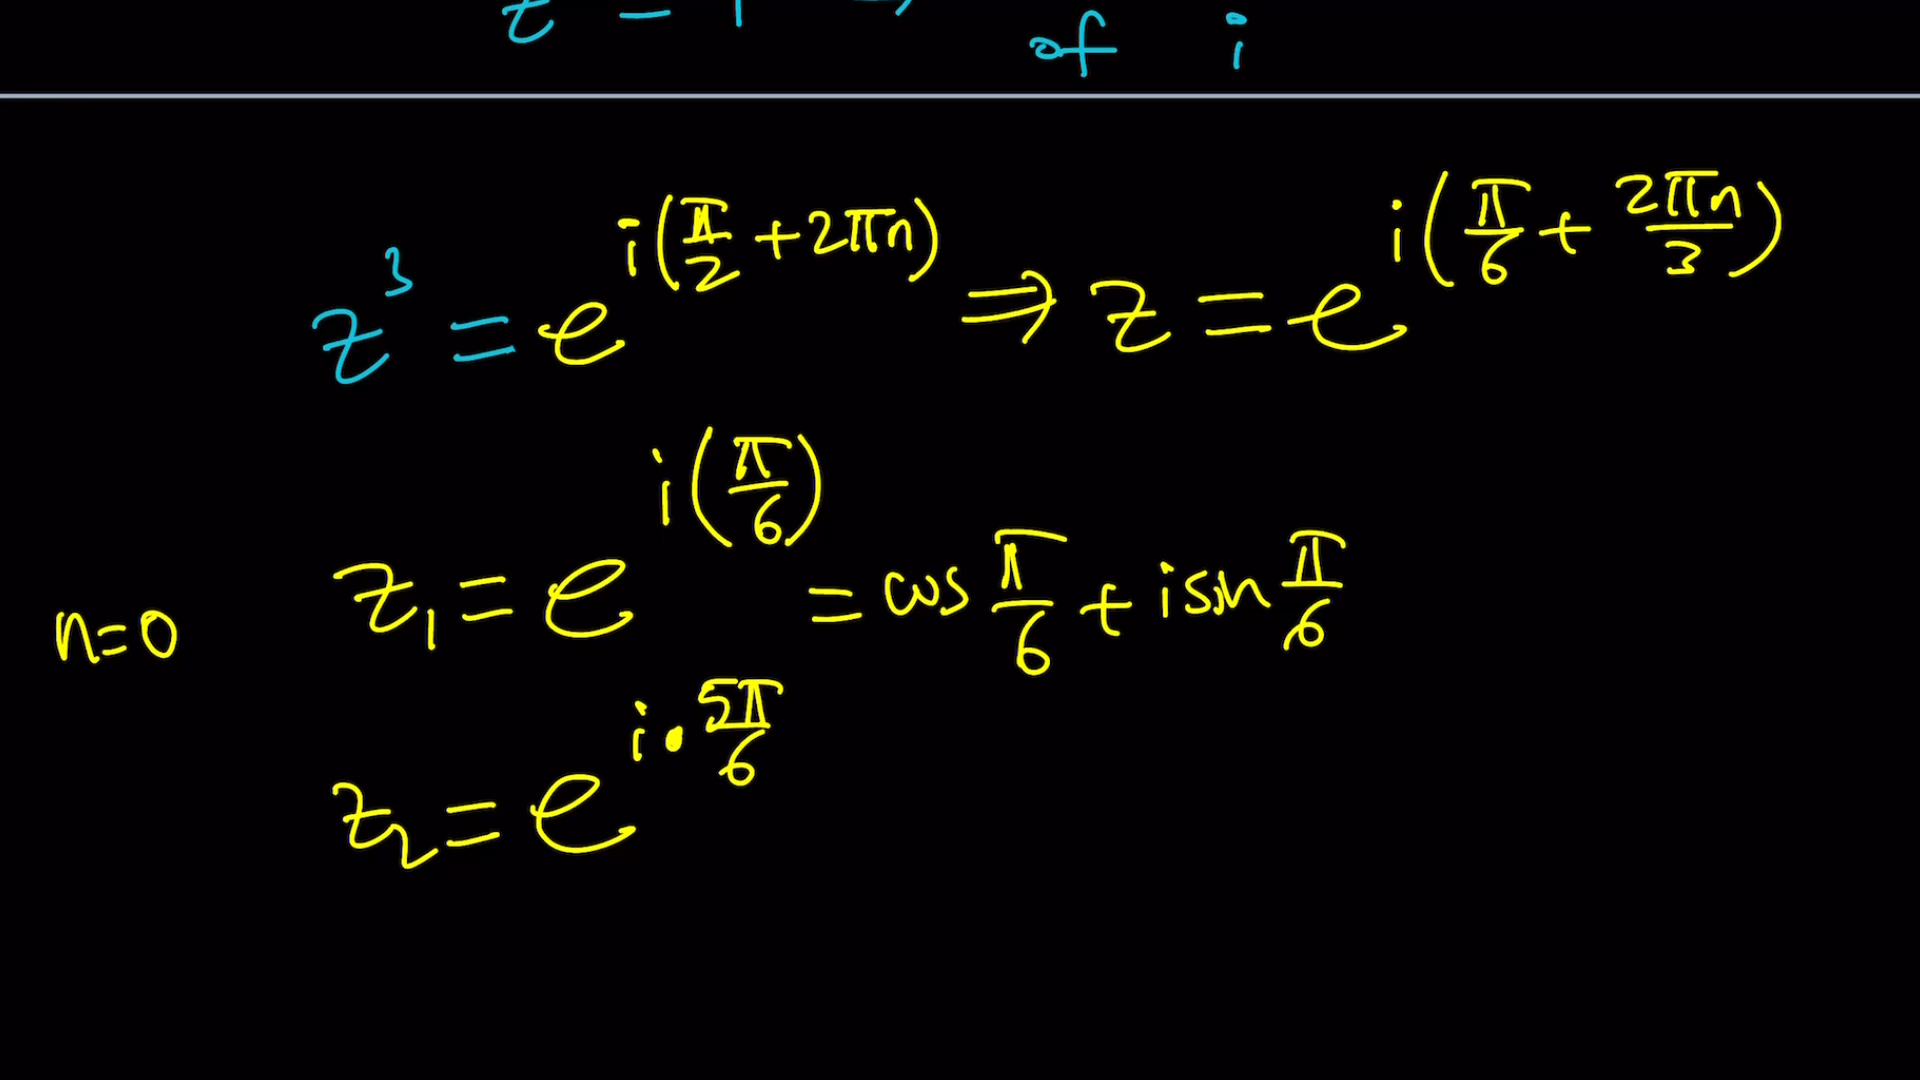 of i
z³ = e^{i(π/2 + 2πn)} ⇒ z = e^{i(π/6 + 2πn/3)}
n=0 z₁ = e^{i(π/6)} = cos π/6 + i sin π/6
z₂ = e^{i·5π/6}